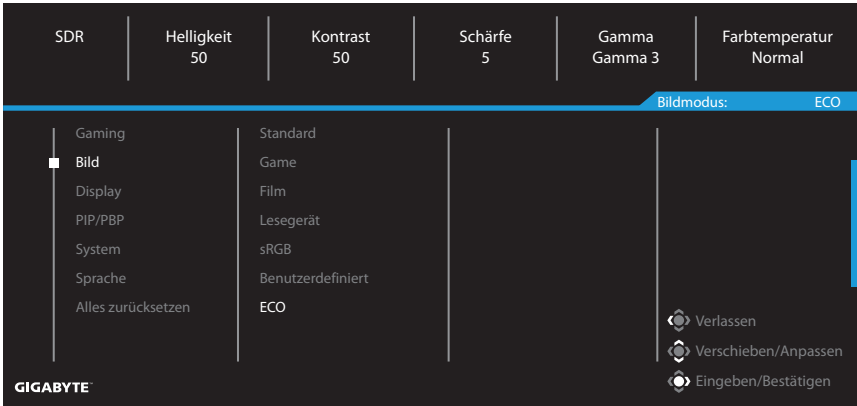 SDR
Helligkeit
50
Kontrast
50
Schärfe
5
Gamma
Gamma 3
Farbtemperatur
Normal
Bildmodus: ECO
Gaming
Bild
Display
PIP/PBP
System
Sprache
Alles zurücksetzen
Standard
Game
Film
Lesegerät
sRGB
Benutzerdefiniert
ECO
Verlassen
Verschieben/Anpassen
Eingeben/Bestätigen
GIGABYTE™